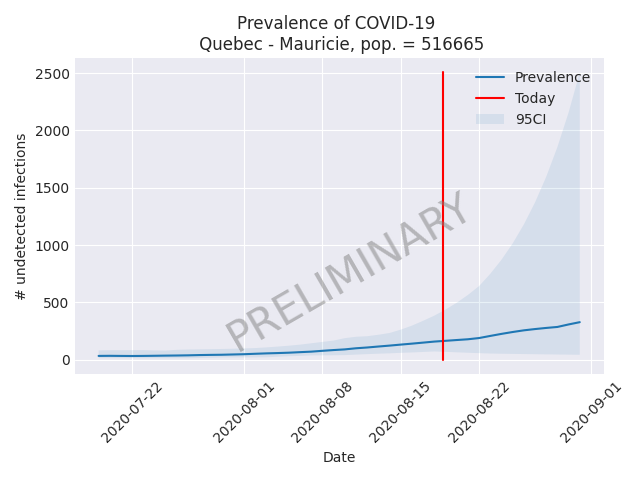 Prevalence of COVID-19
Quebec - Mauricie, pop. = 516665
# undetected infections
2500
2000
1500
1000
500
0
Prevalence
Today
95CI
PRELIMINARY
2020-07-22
2020-08-01
2020-08-08
2020-08-15
2020-08-22
2020-09-01
Date